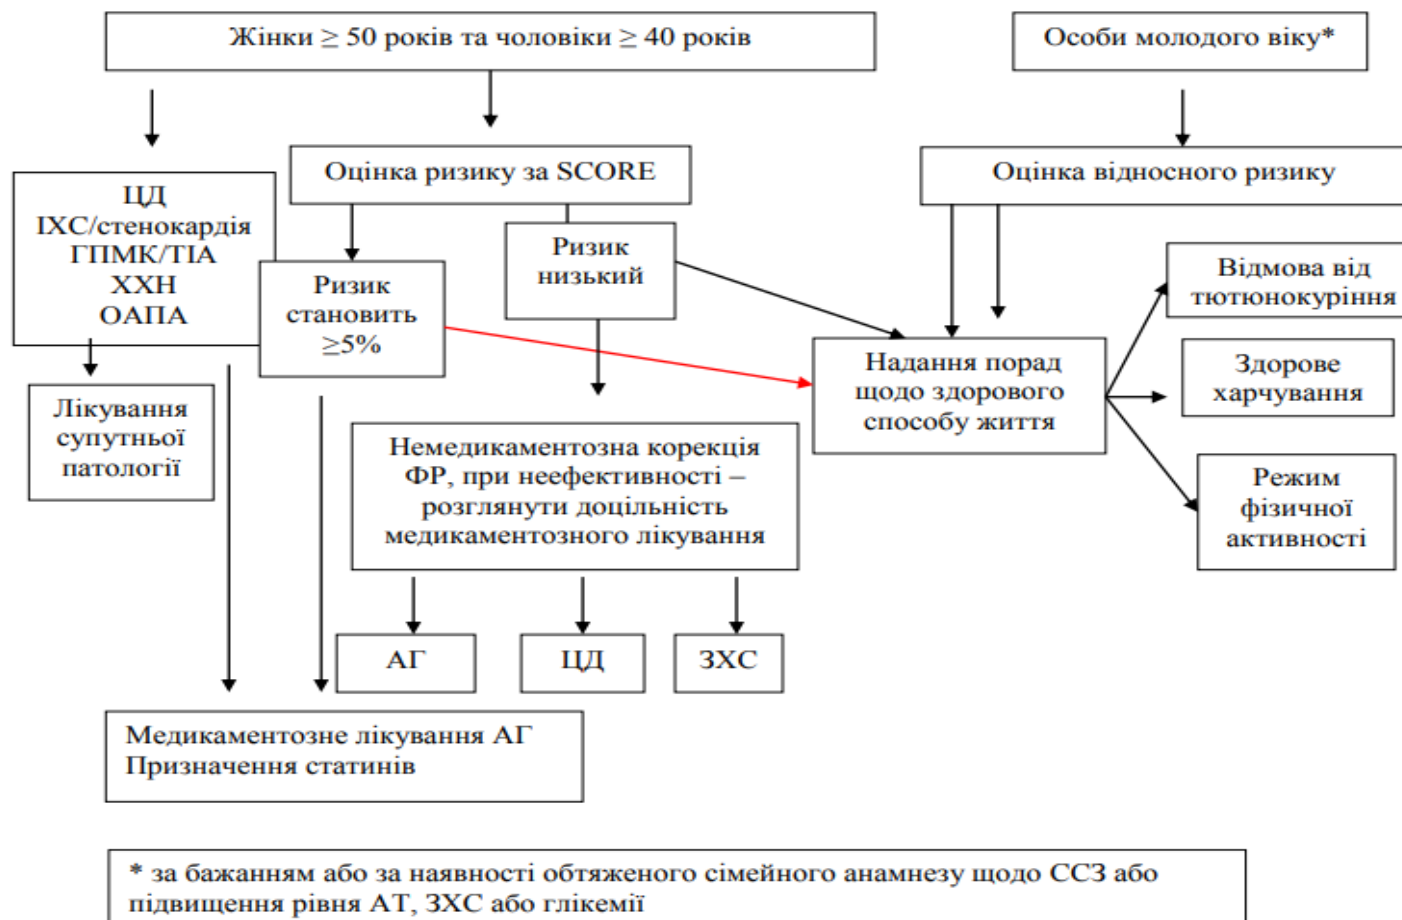 Жінки ≥ 50 років та чоловіки ≥ 40 років
Особи молодого віку*
Оцінка ризику за SCORE
Оцінка відносного ризику
ЦД
ІХС/стенокардія
ГПМК/ТІА
ХХН
ОАПА
Ризик
становить
≥5%
Ризик
низький
Відмова від
тютюнокуріння
Надання порад
щодо здорового
способу життя
Здорове
харчування
Лікування
супутньої
патології
Немедикаментозна корекція
ФР, при неефективності –
розглянути доцільність
медикаментозного лікування
Режим
фізичної
активності
АГ
ЦД
ЗХС
Медикаментозне лікування АГ
Призначення статинів
* за бажанням або за наявності обтяженого сімейного анамнезу щодо ССЗ або
підвищення рівня АТ, ЗХС або глікемії